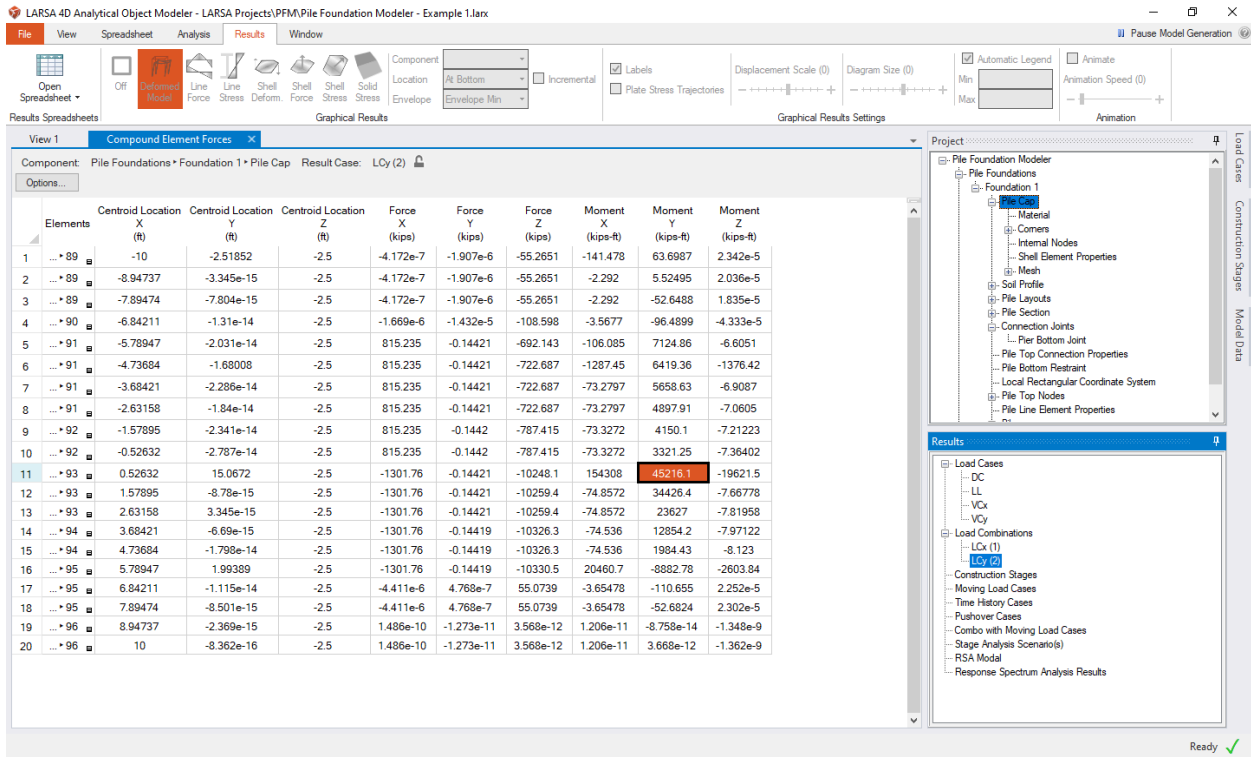 LARSA 4D Analytical Object Modeler - LARSA Projects\PFM\Pile Foundation Modeler - Example 1.larx
File View Spreadsheet Analysis Results Window Pause Model Generation
Open Spreadsheet
Off
Deformed Model
Line Force
Line Stress
Shell Deform.
Shell Force
Shell Stress
Solid Stress
Component
Location At Bottom Incremental
Envelope Envelope Min
Labels
Plate Stress Trajectories
Displacement Scale (0)
Diagram Size (0)
Automatic Legend
Min
Max
Animate
Animation Speed (0)
Results Spreadsheets Graphical Results Graphical Results Settings Animation
View 1 Compound Element Forces
Component: Pile Foundations Foundation 1 Pile Cap Result Case: LCy (2)
Options...
Elements Centroid Location X (ft) Centroid Location Y (ft) Centroid Location Z (ft) Force X (kips) Force Y (kips) Force Z (kips) Moment X (kips-ft) Moment Y (kips-ft) Moment Z (kips-ft)
1 ... 89 -10 -2.51852 -2.5 -4.172e-7 -1.907e-6 -55.2651 -141.478 63.6987 2.342e-5
2 ... 89 -8.94737 -3.345e-15 -2.5 -4.172e-7 -1.907e-6 -55.2651 -2.292 5.52495 2.036e-5
3 ... 89 -7.89474 -7.804e-15 -2.5 -4.172e-7 -1.907e-6 -55.2651 -2.292 -52.6488 1.835e-5
4 ... 90 -6.84211 -1.31e-14 -2.5 -1.669e-6 -1.432e-5 -108.598 -3.5677 -96.4899 -4.333e-5
5 ... 91 -5.78947 -2.031e-14 -2.5 815.235 -0.14421 -692.143 -106.085 7124.86 -6.6051
6 ... 91 -4.73684 -1.68008 -2.5 815.235 -0.14421 -722.687 -1287.45 6419.36 -1376.42
7 ... 91 -3.68421 -2.286e-14 -2.5 815.235 -0.14421 -722.687 -73.2797 5658.63 -6.9087
8 ... 91 -2.63158 -1.84e-14 -2.5 815.235 -0.14421 -722.687 -73.2797 4897.91 -7.0605
9 ... 92 -1.57895 -2.341e-14 -2.5 815.235 -0.1442 -787.415 -73.3272 4150.1 -7.21223
10 ... 92 -0.52632 -2.787e-14 -2.5 815.235 -0.1442 -787.415 -73.3272 3321.25 -7.36402
11 ... 93 0.52632 15.0672 -2.5 -1301.76 -0.14421 -10248.1 154308 45216.1 -19621.5
12 ... 93 1.57895 -8.78e-15 -2.5 -1301.76 -0.14421 -10259.4 -74.8572 34426.4 -7.66778
13 ... 93 2.63158 3.345e-15 -2.5 -1301.76 -0.14421 -10259.4 -74.8572 23627 -7.81958
14 ... 94 3.68421 -6.69e-15 -2.5 -1301.76 -0.14419 -10326.3 -74.536 12854.2 -7.97122
15 ... 94 4.73684 -1.798e-14 -2.5 -1301.76 -0.14419 -10326.3 -74.536 1984.43 -8.123
16 ... 95 5.78947 1.99389 -2.5 -1301.76 -0.14419 -10330.5 20460.7 -8882.78 -2603.84
17 ... 95 6.84211 -1.115e-14 -2.5 -4.411e-6 4.768e-7 55.0739 -3.65478 -110.655 2.252e-5
18 ... 95 7.89474 -8.501e-15 -2.5 -4.411e-6 4.768e-7 55.0739 -3.65478 -52.6824 2.302e-5
19 ... 96 8.94737 -2.369e-15 -2.5 1.486e-10 -1.273e-11 3.568e-12 1.206e-11 -8.758e-14 -1.348e-9
20 ... 96 10 -8.362e-16 -2.5 1.486e-10 -1.273e-11 3.568e-12 1.206e-11 3.668e-12 -1.362e-9
Project
Pile Foundation Modeler
Pile Foundations
Foundation 1
Pile Cap
Material
Corners
Internal Nodes
Shell Element Properties
Mesh
Soil Profile
Pile Layouts
Pile Section
Connection Joints
Pier Bottom Joint
Pile Top Connection Properties
Pile Bottom Restraint
Local Rectangular Coordinate System
Pile Top Nodes
Pile Line Element Properties
Results
Load Cases
DC
LL
VCx
VCy
Load Combinations
LCx (1)
LCy (2)
Construction Stages
Moving Load Cases
Time History Cases
Pushover Cases
Combo with Moving Load Cases
Stage Analysis Scenario(s)
RSA Modal
Response Spectrum Analysis Results
Load Cases
Construction Stages
Model Data
Ready